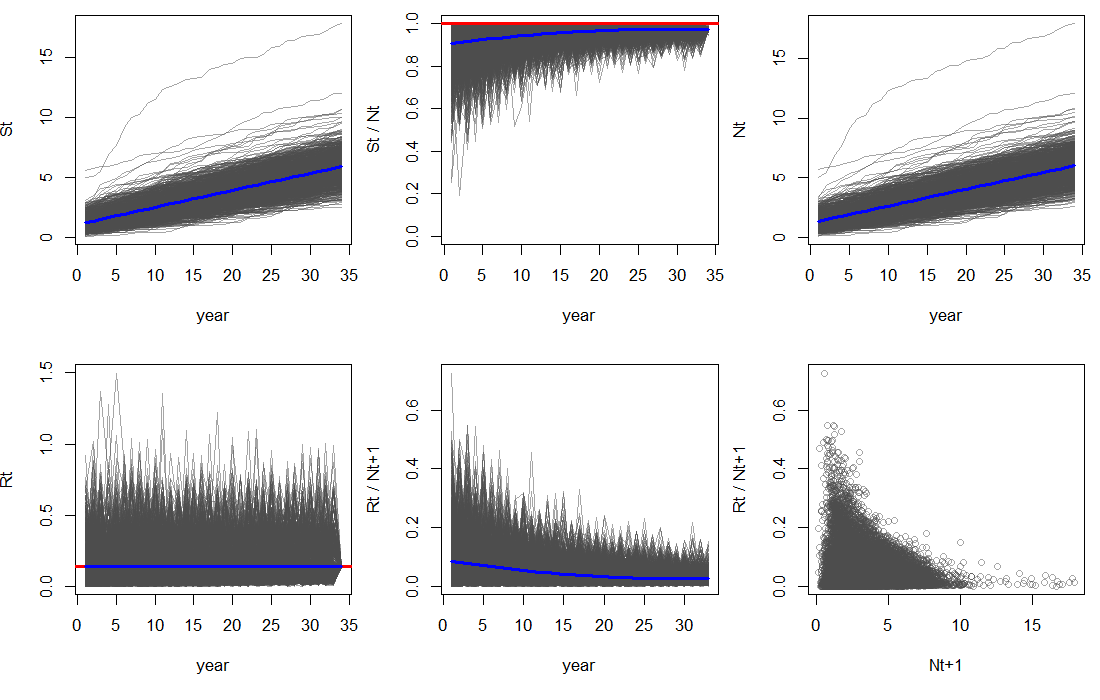 St
0 5 10 15
0 5 10 15 20 25 30 35
year
St / Nt
0.0 0.2 0.4 0.6 0.8 1.0
0 5 10 15 20 25 30 35
year
Nt
0 5 10 15
0 5 10 15 20 25 30 35
year
Rt
0.0 0.5 1.0 1.5
0 5 10 15 20 25 30 35
year
Rt / Nt+1
0.0 0.2 0.4 0.6
0 5 10 15 20 25 30
year
Rt / Nt+1
0.0 0.2 0.4 0.6
0 5 10 15
Nt+1